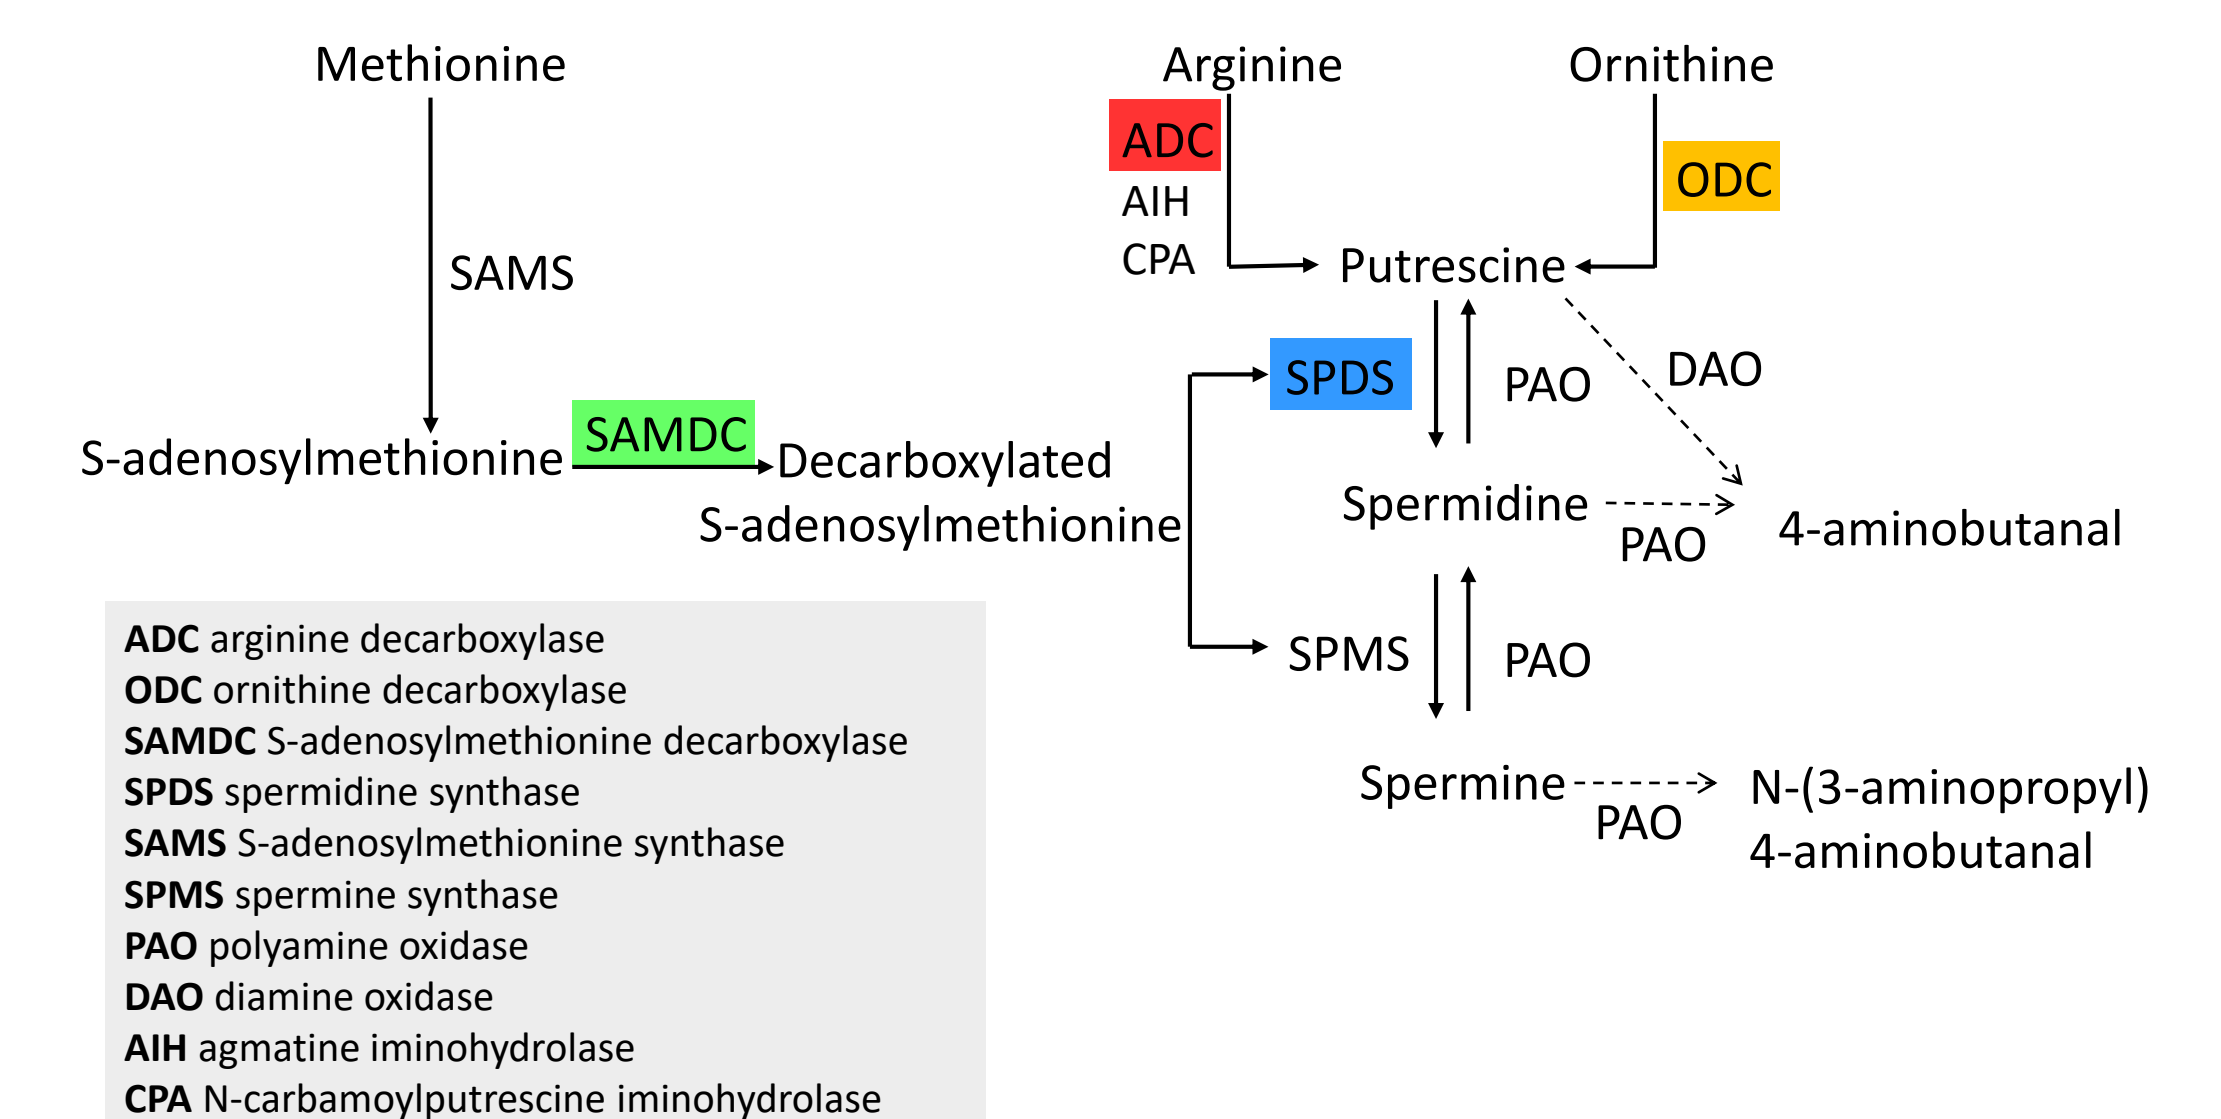 Methionine
Arginine
Ornithine
ADC
ODC
AIH
CPA
Putrescine
SAMS
SPDS
PAO
DAO
S-adenosylmethionine
SAMDC
Decarboxylated
S-adenosylmethionine
Spermidine
PAO
4-aminobutanal
SPMS
PAO
Spermine
PAO
N-(3-aminopropyl)
4-aminobutanal
ADC arginine decarboxylase
ODC ornithine decarboxylase
SAMDC S-adenosylmethionine decarboxylase
SPDS spermidine synthase
SAMS S-adenosylmethionine synthase
SPMS spermine synthase
PAO polyamine oxidase
DAO diamine oxidase
AIH agmatine iminohydrolase
CPA N-carbamoylputrescine iminohydrolase